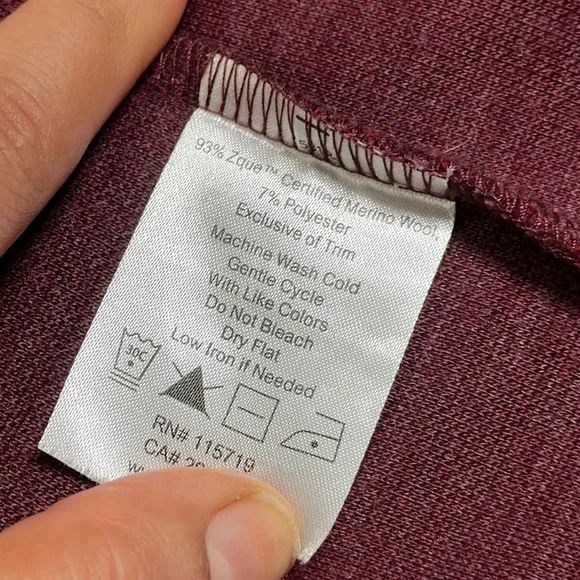 93% Zque™ Certified Merino Wool,
7% Polyester
Exclusive of Trim
Machine Wash Cold
Gentle Cycle
With Like Colors
Do Not Bleach
Dry Flat
Low Iron if Needed
30C
RN# 115719
CA#